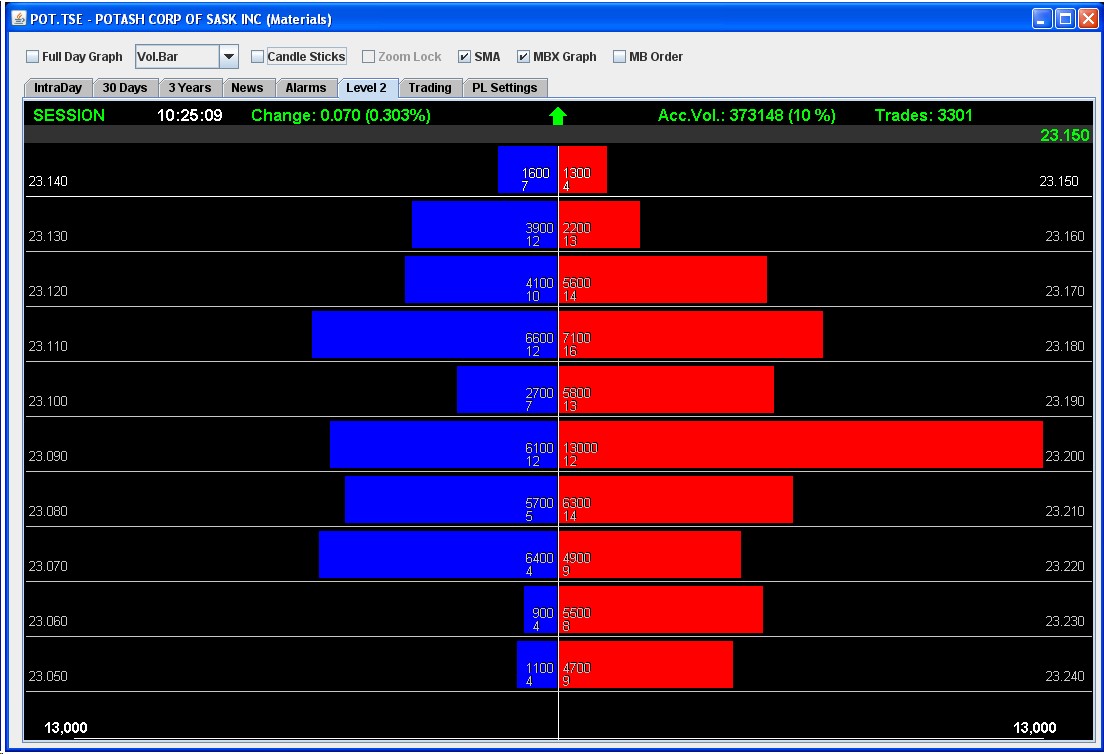 POT.TSE - POTASH CORP OF SASK INC (Materials)
Full Day Graph Vol.Bar Candle Sticks Zoom Lock SMA MBX Graph MB Order
IntraDay 30 Days 3 Years News Alarms Level 2 Trading PL Settings
SESSION 10:25:09 Change: 0.070 (0.303%) Acc.Vol.: 373148 (10 %) Trades: 3301
23.150
23.140 1600 1300 23.150
7 4
23.130 3900 2200 23.160
12 13
23.120 4100 5600 23.170
10 14
23.110 6600 7100 23.180
12 16
23.100 2700 5800 23.190
7 13
23.090 6100 13000 23.200
12 12
23.080 5700 6300 23.210
5 14
23.070 6400 4900 23.220
4 9
23.060 900 5500 23.230
4 8
23.050 1100 4700 23.240
4 9
13,000 13,000